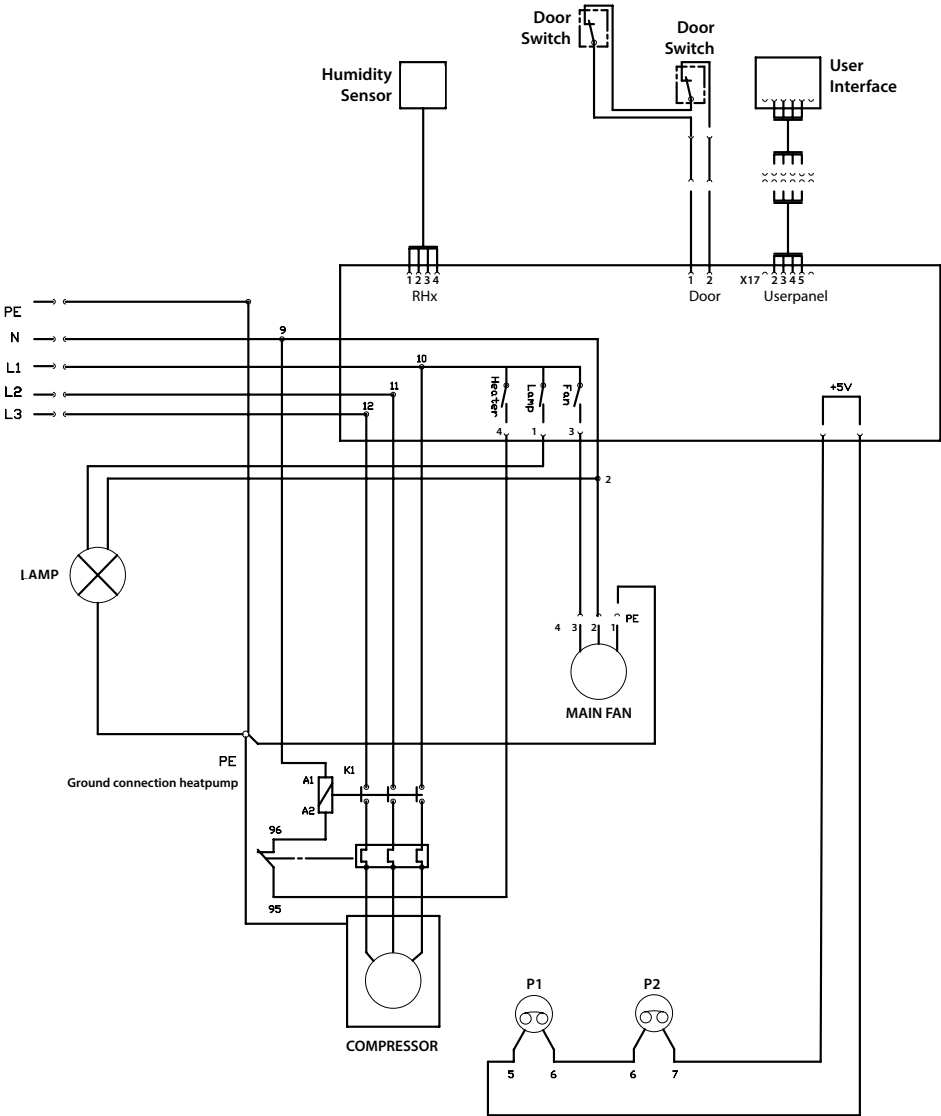 Door
Switch
Door
Switch
User
Interface
Humidity
Sensor
1 2 3 4
RHx
1 2
Door
X17 2 3 4 5
Userpanel
PE
N
9
L1
10
L2
11
L3
12
Heater
Lamp
Fan
+5V
4
1
3
2
LAMP
4 3 2 1 PE
MAIN FAN
PE
Ground connection heatpump
A1
K1
A2
96
95
COMPRESSOR
P1
P2
5 6 6 7